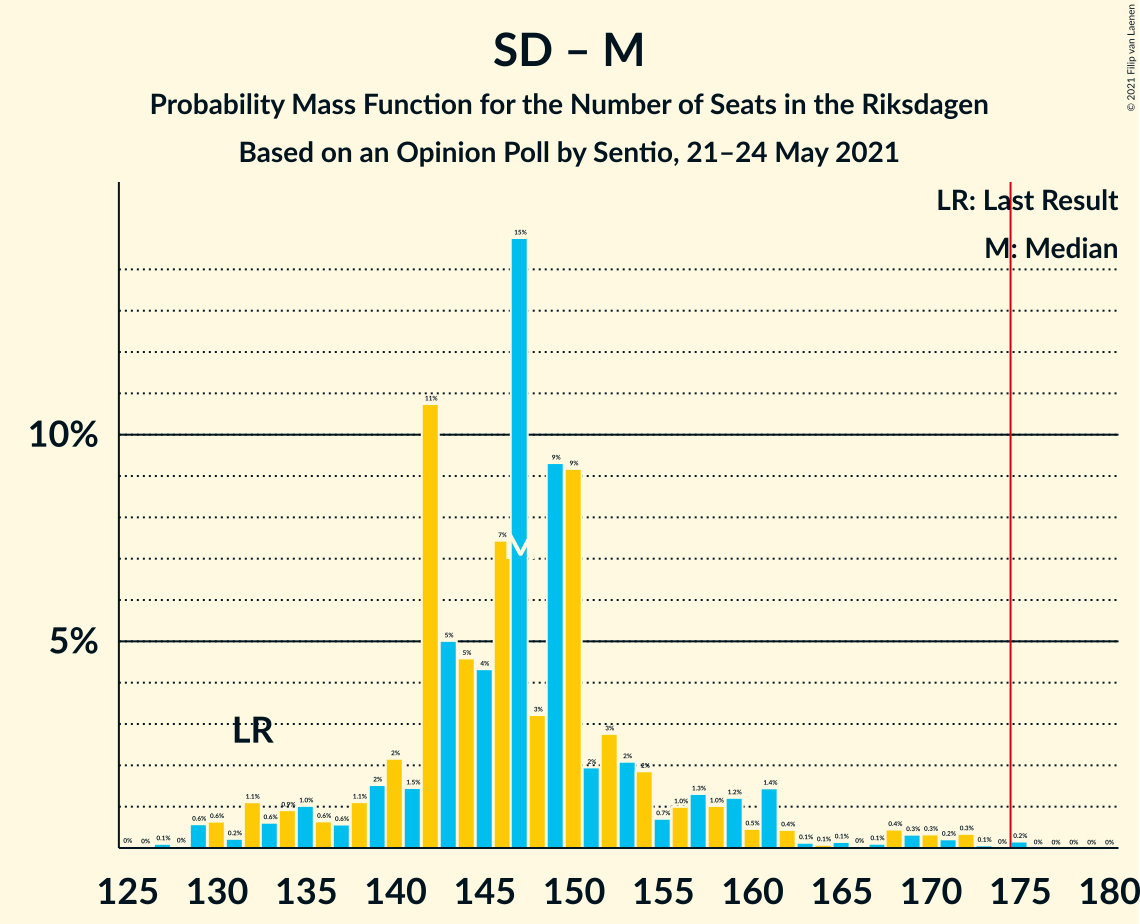 SD – M
Probability Mass Function for the Number of Seats in the Riksdagen
Based on an Opinion Poll by Sentio, 21–24 May 2021
© 2021 Filip van Laenen
LR: Last Result
M: Median
10%
5%
LR
M
0% 0% 0.1% 0% 0.6% 0.6% 0.2% 1.1% 0.6% 0.9% 1.0% 0.6% 0.6% 1.1% 2% 2% 1.5% 11% 5% 5% 4% 7% 15% 3% 9% 9% 2% 3% 2% 2% 0.7% 1.0% 1.3% 1.0% 1.2% 0.5% 1.4% 0.4% 0.1% 0.1% 0.1% 0% 0.1% 0.4% 0.3% 0.3% 0.2% 0.3% 0.1% 0% 0.2% 0% 0% 0% 0% 0%
125 130 135 140 145 150 155 160 165 170 175 180